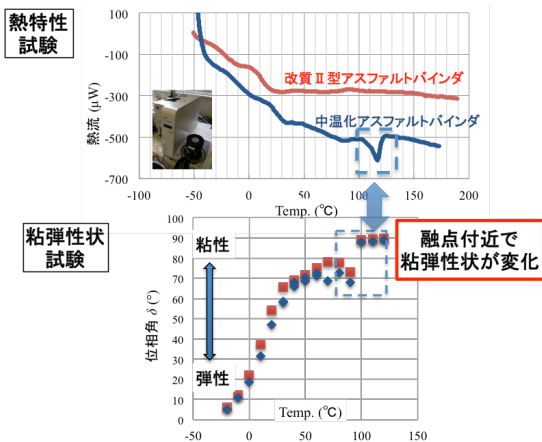 熱特性
試験
100
-100
-300
-500
-700
熱流 (μW)
改質Ⅱ型アスファルトバインダ
中温化アスファルトバインダ
-100 -50 0 50 100 150 200
Temp. (℃)
粘弾性状
試験
100
90
80
70
60
50
40
30
20
10
0
位相角 δ (°)
粘性
弾性
融点付近で
粘弾性状が変化
Temp. (℃)
-50 0 50 100 150